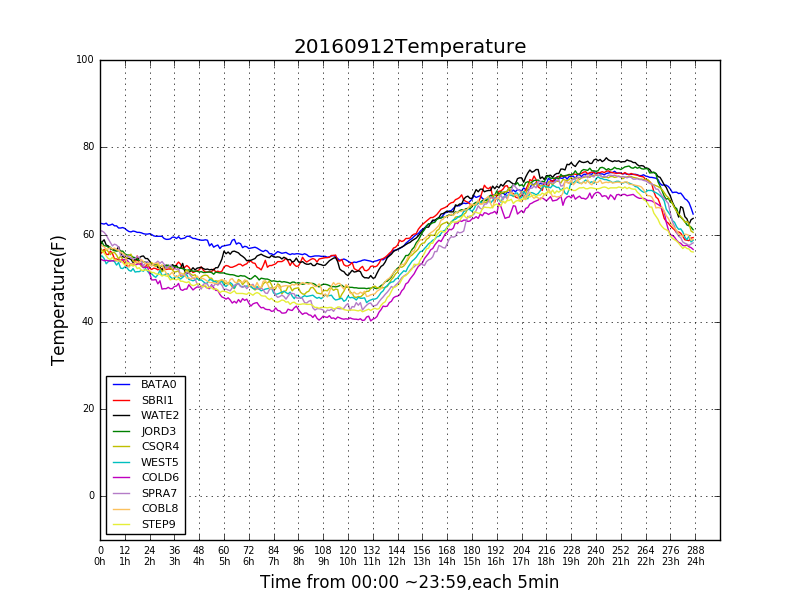 20160912Temperature
100
80
60
40
20
0
Temperature(F)
BATA0
SBRI1
WATE2
JORD3
CSQR4
WEST5
COLD6
SPRA7
COBL8
STEP9
0 12 24 36 48 60 72 84 96 108 120 132 144 156 168 180 192 204 216 228 240 252 264 276 288
0h 1h 2h 3h 4h 5h 6h 7h 8h 9h 10h 11h 12h 13h 14h 15h 16h 17h 18h 19h 20h 21h 22h 23h 24h
Time from 00:00 ~23:59,each 5min